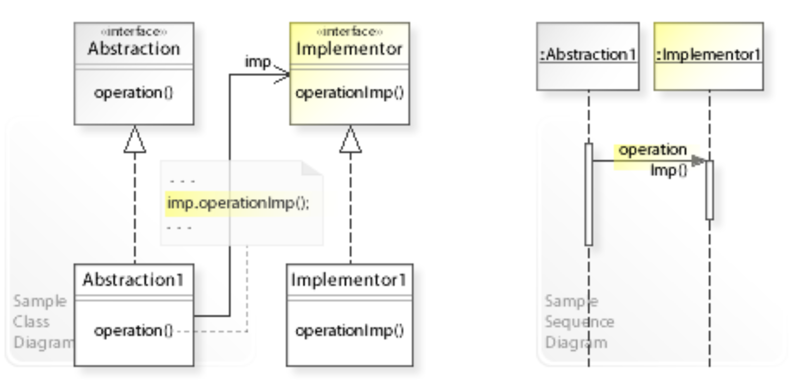 «interface»
Abstraction
operation()
imp
«interface»
Implementor
operationImp()
- - -
imp.operationImp();
- - -
Abstraction1
operation()
Implementor1
operationImp()
Sample
Class
Diagram
:Abstraction1
:Implementor1
operation
Imp()
Sample
Sequence
Diagram